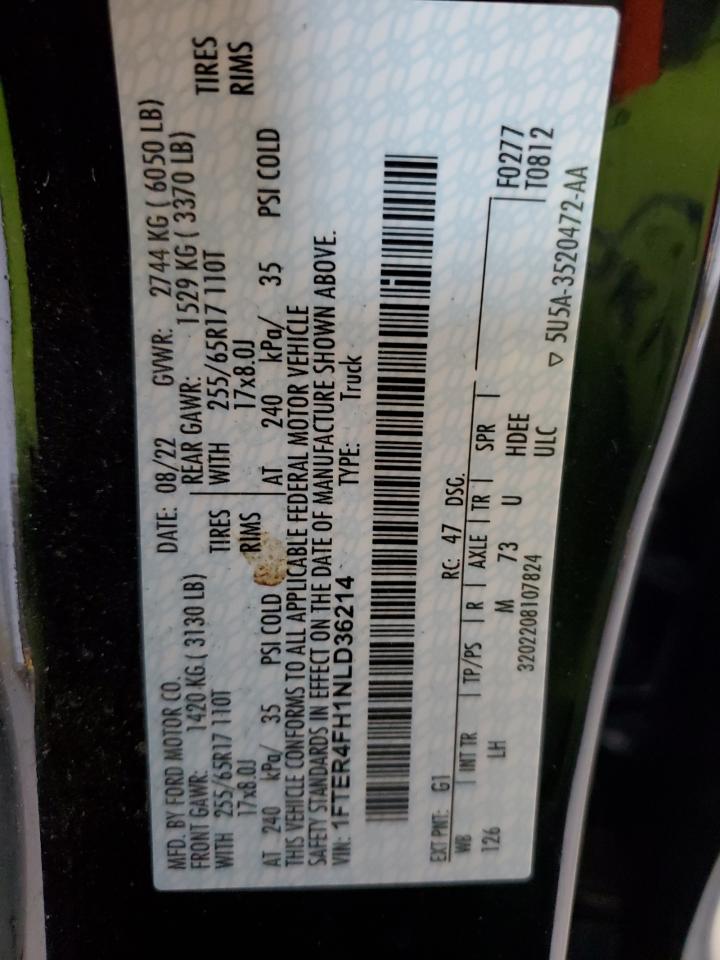 MFD. BY FORD MOTOR CO.
DATE: 08/22 GVWR: 2744 KG ( 6050 LB)
FRONT GAWR: 1420 KG ( 3130 LB)
REAR GAWR: 1529 KG ( 3370 LB)
WITH 255/65R17 110T TIRES
WITH 255/65R17 110T TIRES
17x8.0J RIMS
17x8.0J RIMS
AT 240 kPa/ 35 PSI COLD
AT 240 kPa/ 35 PSI COLD
THIS VEHICLE CONFORMS TO ALL APPLICABLE FEDERAL MOTOR VEHICLE
SAFETY STANDARDS IN EFFECT ON THE DATE OF MANUFACTURE SHOWN ABOVE.
VIN: 1FTER4FH1NLD36214 TYPE: Truck
EXT PNT: G1 RC: 47 DSO:
WB INT TR TP/PS R AXLE TR SPR
126 LH M 73 U HDEE
3202208107824 ULC
F0277
T0812
▽ 5U5A-3520472-AA